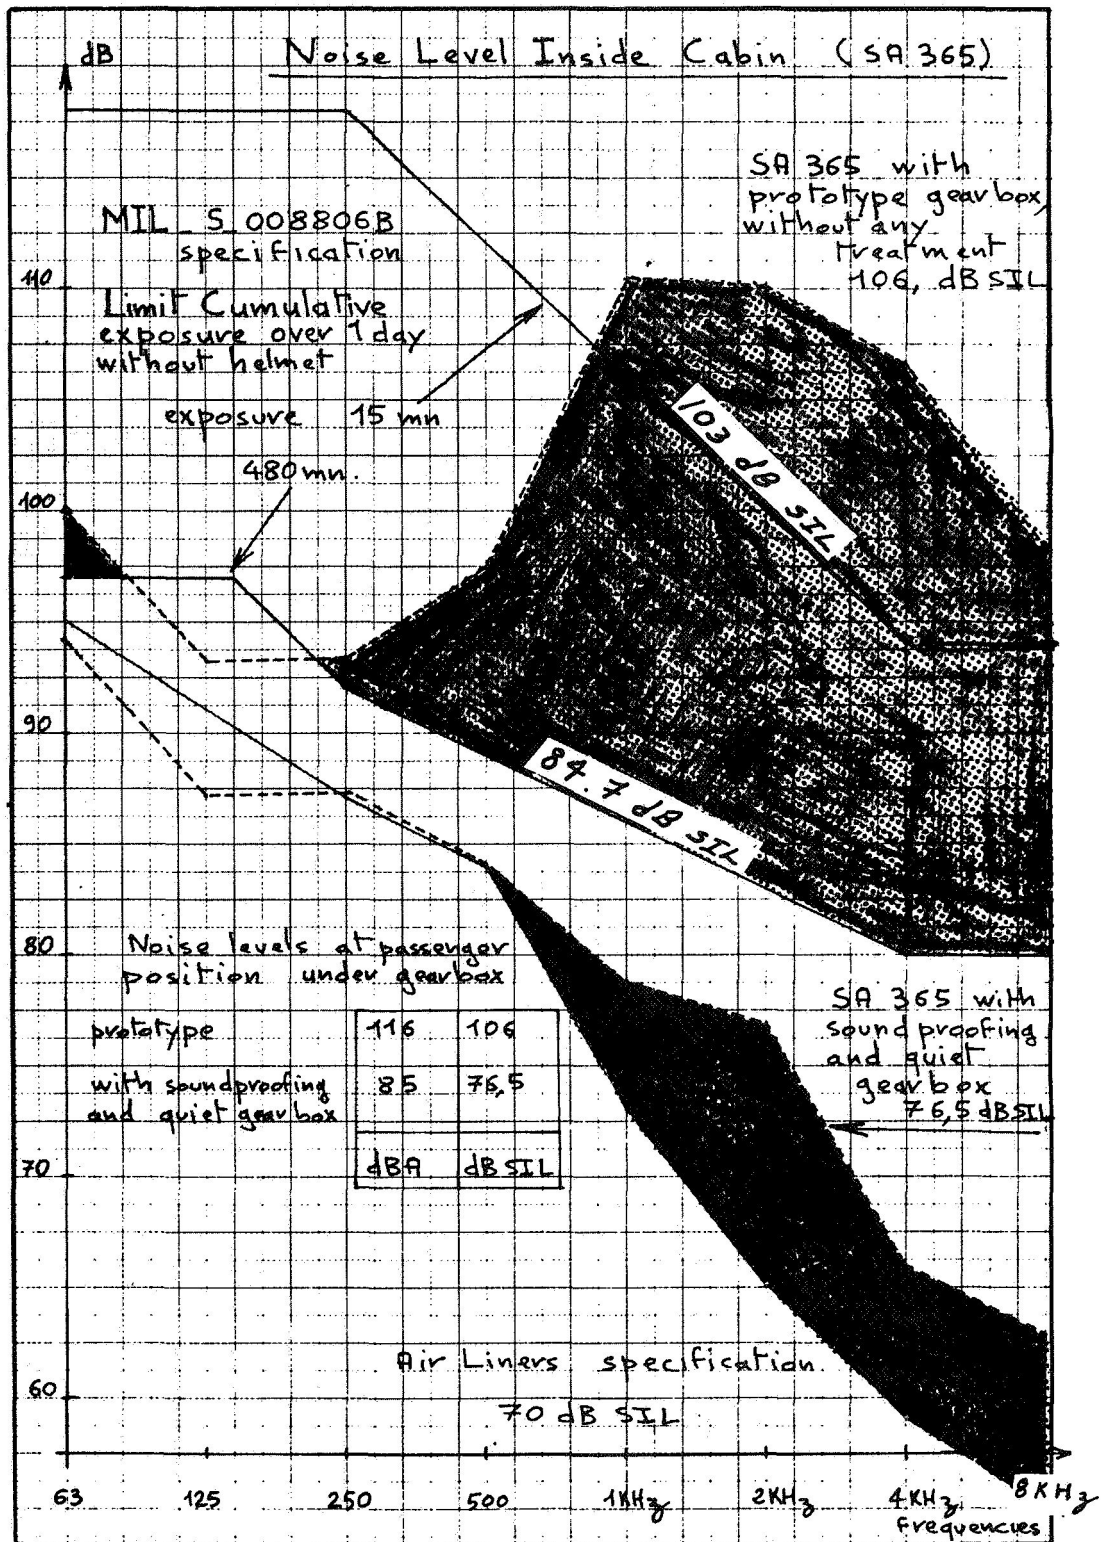 dB
Noise Level Inside Cabin (SA 365)
SA 365 with
prototype gearbox,
without any
treatment
106, dB SIL
MIL_S_008806B
specification
110
Limit Cumulative
exposure over 1 day
without helmet
exposure 15 mn
103 dB SIL
480 mn.
100
90
84.7 dB SIL
80
Noise levels at passenger
position under gearbox
SA 365 with
sound proofing
and quiet
gearbox
76,5 dB SIL
prototype 116 106
with soundproofing 85 76,5
and quiet gearbox
dBA dB SIL
70
Air Liners specification.
60
70 dB SIL
63 125 250 500 1KHz 2KHz 4KHz 8KHz
frequencies